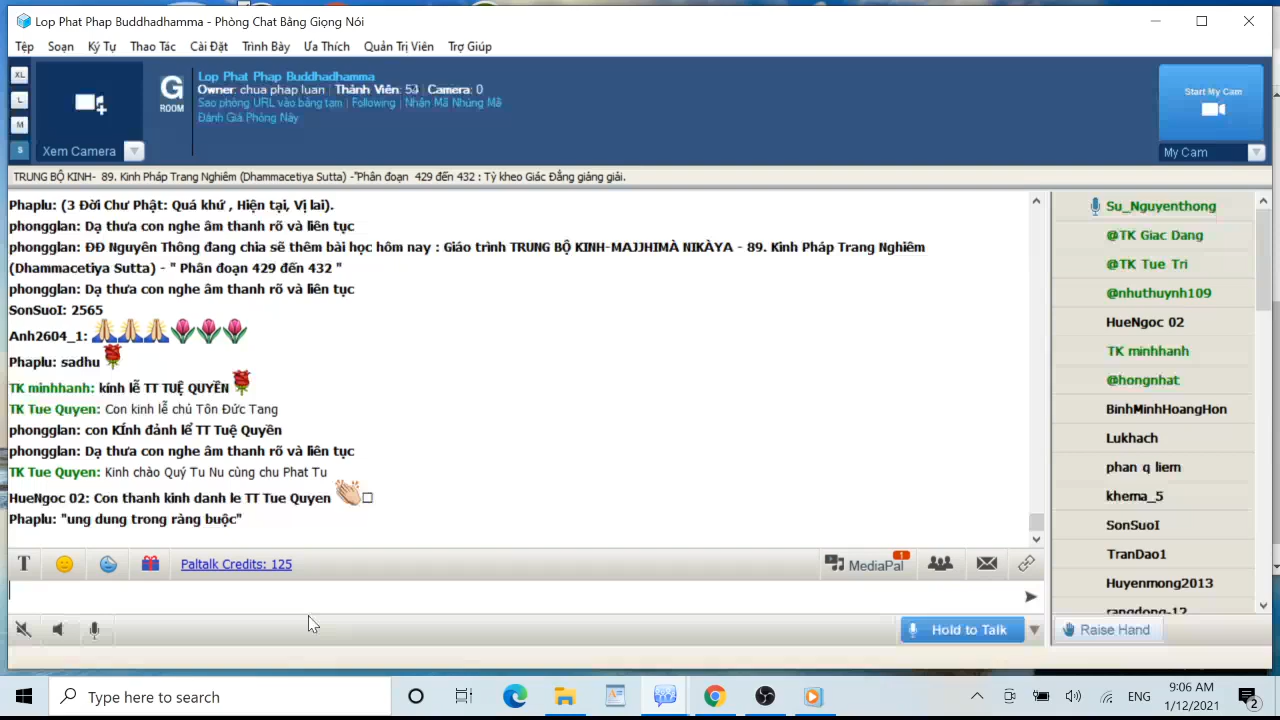 Lop Phat Phap Buddhadhamma - Phòng Chat Bằng Giọng Nói
Tệp Soạn Ký Tự Thao Tác Cài Đặt Trình Bày Ưa Thích Quản Trị Viên Trợ Giúp
XL
L
M
S
Xem Camera
G
ROOM
Lop Phat Phap Buddhadhamma
Owner: chua phap luan | Thành Viên: 53 | Camera: 0
Sao phòng URL vào bảng tạm | Following | Nhận Mã Nhúng Mã
Đánh Giá Phòng Này
Start My Cam
My Cam
TRUNG BỘ KINH- 89. Kinh Pháp Trang Nghiêm (Dhammacetiya Sutta) -"Phân đoạn 429 đến 432 : Tỳ kheo Giác Đẳng giảng giải.
Phaplu: (3 Đời Chư Phật: Quá khứ , Hiện tại, Vị lai).
phongglan: Dạ thưa con nghe âm thanh rõ và liên tục
phongglan: ĐĐ Nguyên Thông đang chia sẽ thêm bài học hôm nay : Giáo trình TRUNG BỘ KINH-MAJJHIMÀ NIKÀYA - 89. Kinh Pháp Trang Nghiêm
(Dhammacetiya Sutta) - " Phân đoạn 429 đến 432 "
phongglan: Dạ thưa con nghe âm thanh rõ và liên tục
SonSuoI: 2565
Anh2604_1:
Phaplu: sadhu
TK minhhanh: kính lễ TT TUỆ QUYỀN
TK Tue Quyen: Con kinh lễ chủ Tôn Đức Tang
phongglan: con KÍnh đảnh lể TT Tuệ Quyền
phongglan: Dạ thưa con nghe âm thanh rõ và liên tục
TK Tue Quyen: Kinh chào Quý Tu Nu cùng chu Phat Tu
HueNgoc 02: Con thanh kinh danh le TT Tue Quyen
Phaplu: "ung dung trong ràng buộc"
Su_Nguyenthong
@TK Giac Dang
@TK Tue Tri
@nhuthuynh109
HueNgoc 02
TK minhhanh
@hongnhat
BinhMinhHoangHon
Lukhach
phan q liem
khema_5
SonSuoI
TranDao1
Huyenmong2013
rangdong-12
T Paltalk Credits: 125 MediaPal 1
Hold to Talk Raise Hand
Type here to search
ENG
9:06 AM
1/12/2021
2